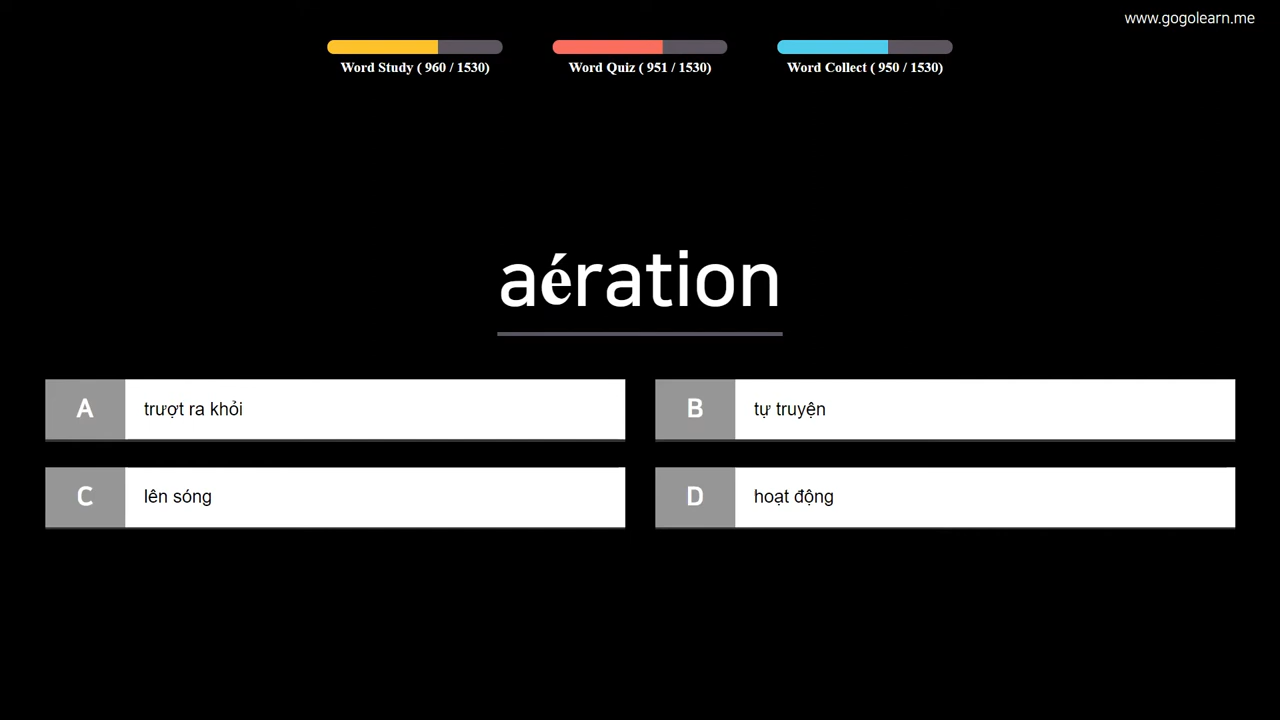 www.gogolearn.me
Word Study ( 960 / 1530)
Word Quiz ( 951 / 1530)
Word Collect ( 950 / 1530)
aération
A trượt ra khỏi
B tự truyện
C lên sóng
D hoạt động